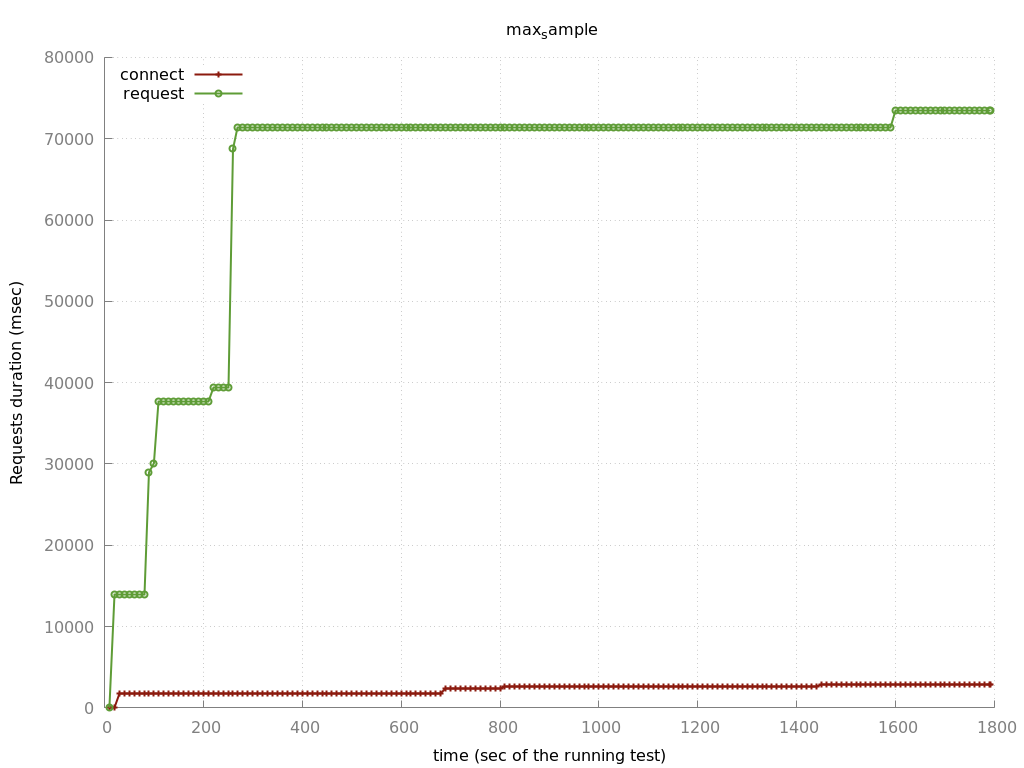 maxsample
80000
70000
60000
50000
40000
30000
20000
10000
0
connect
request
Requests duration (msec)
0 200 400 600 800 1000 1200 1400 1600 1800
time (sec of the running test)